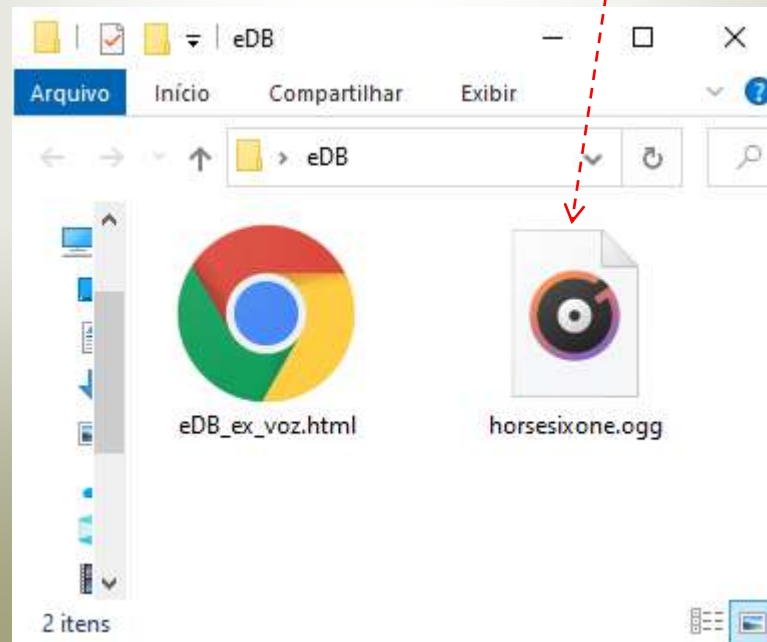 eDB
Arquivo Início Compartilhar Exibir
eDB
eDB_ex_voz.html horsesixone.ogg
2 itens